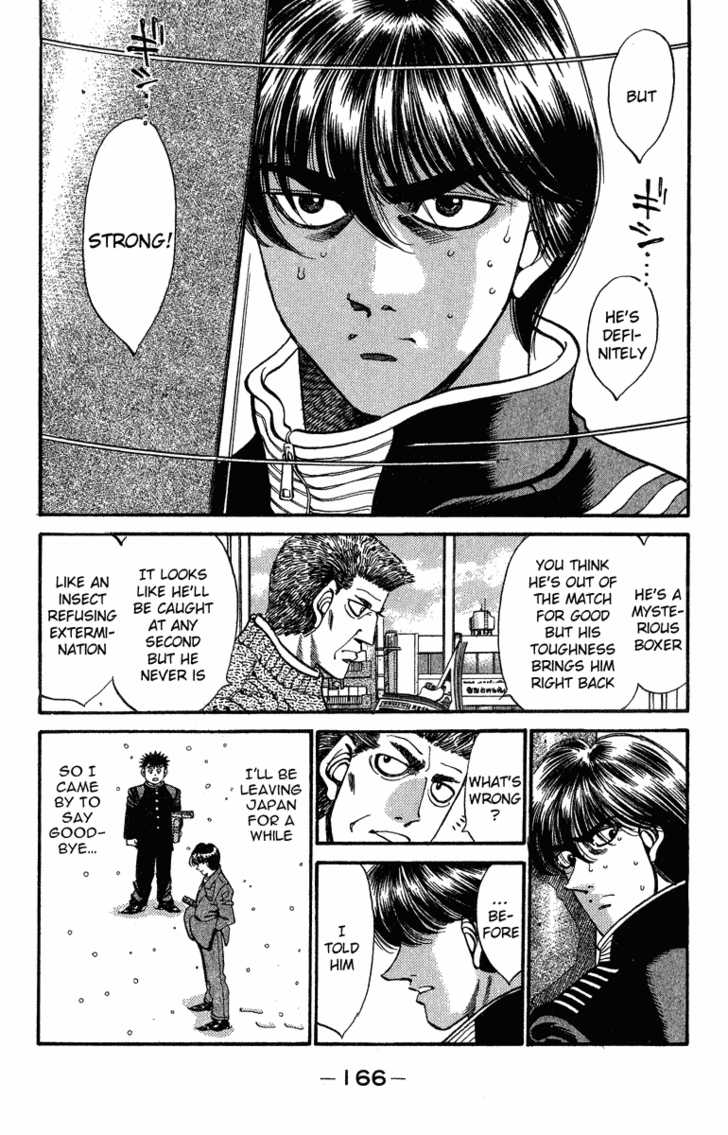 BUT
HE'S
DEFI-
NITELY
ギ
ギ
STRONG!
HE'S A
MYSTE-
RIOUS
BOXER
YOU THINK
HE'S OUT OF
THE MATCH
FOR GOOD
BUT HIS
TOUGHNESS
BRINGS HIM
RIGHT BACK
IT LOOKS
LIKE HE'LL
BE CAUGHT
AT ANY
SECOND
BUT HE
NEVER IS
LIKE AN
INSECT
REFUSING
EXTERMI-
NATION
WHAT'S
WRONG
?
...
BE-
FORE
I
TOLD
HIM
I'LL BE
LEAVING
JAPAN
FOR A
WHILE
SO I
CAME
BY TO
SAY
GOOD-
BYE...
—166—